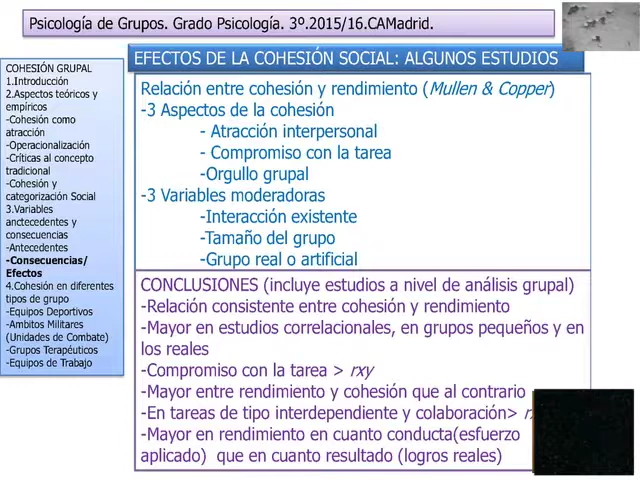 Psicología de Grupos. Grado Psicología. 3º.2015/16.CAMadrid.
COHESIÓN GRUPAL
1.Introducción
2.Aspectos teóricos y
empíricos
-Cohesión como
atracción
-Operacionalización
-Críticas al concepto
tradicional
-Cohesión y
categorización Social
3.Variables
anctecedentes y
consecuencias
-Antecedentes
-Consecuencias/
Efectos
4.Cohesión en diferentes
tipos de grupo
-Equipos Deportivos
-Ambitos Militares
(Unidades de Combate)
-Grupos Terapéuticos
-Equipos de Trabajo
EFECTOS DE LA COHESIÓN SOCIAL: ALGUNOS ESTUDIOS
Relación entre cohesión y rendimiento (Mullen & Copper)
-3 Aspectos de la cohesión
- Atracción interpersonal
- Compromiso con la tarea
-Orgullo grupal
-3 Variables moderadoras
-Interacción existente
-Tamaño del grupo
-Grupo real o artificial
CONCLUSIONES (incluye estudios a nivel de análisis grupal)
-Relación consistente entre cohesión y rendimiento
-Mayor en estudios correlacionales, en grupos pequeños y en
los reales
-Compromiso con la tarea > rxy
-Mayor entre rendimiento y cohesión que al contrario
-En tareas de tipo interdependiente y colaboración>
-Mayor en rendimiento en cuanto conducta(esfuerzo
aplicado) que en cuanto resultado (logros reales)